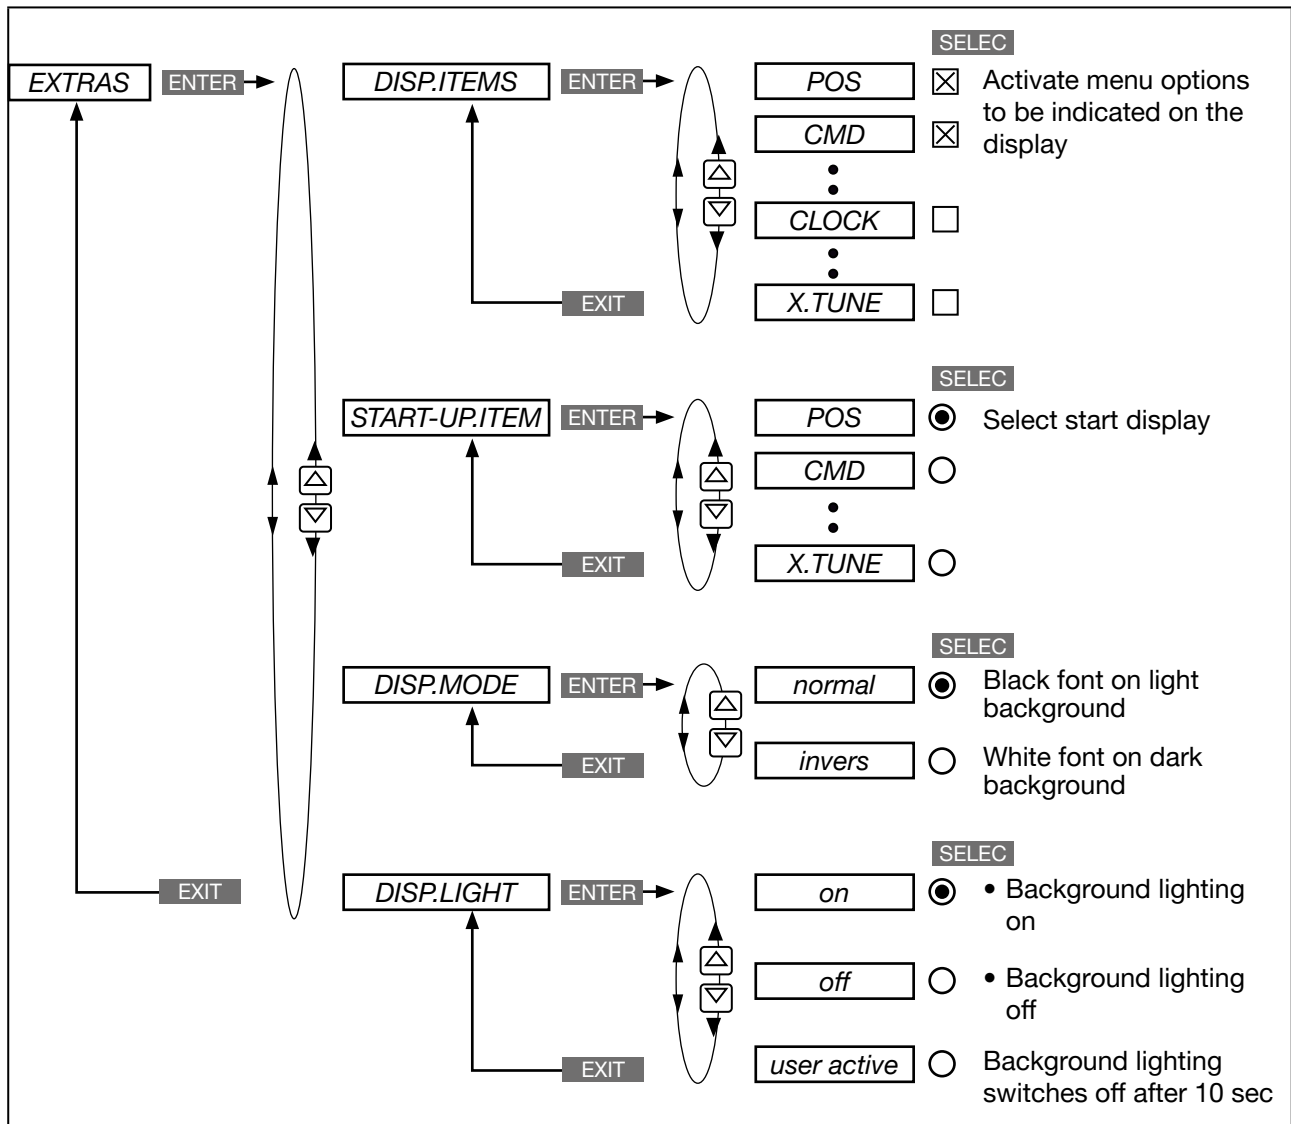 SELEC
EXTRAS
ENTER
DISP.ITEMS
ENTER
POS
Activate menu options
to be indicated on the
display
CMD
CLOCK
EXIT
X.TUNE
SELEC
START-UP.ITEM
ENTER
POS
Select start display
CMD
EXIT
X.TUNE
SELEC
DISP.MODE
ENTER
normal
Black font on light
background
EXIT
invers
White font on dark
background
SELEC
EXIT
DISP.LIGHT
ENTER
on
• Background lighting
on
off
• Background lighting
off
EXIT
user active
Background lighting
switches off after 10 sec